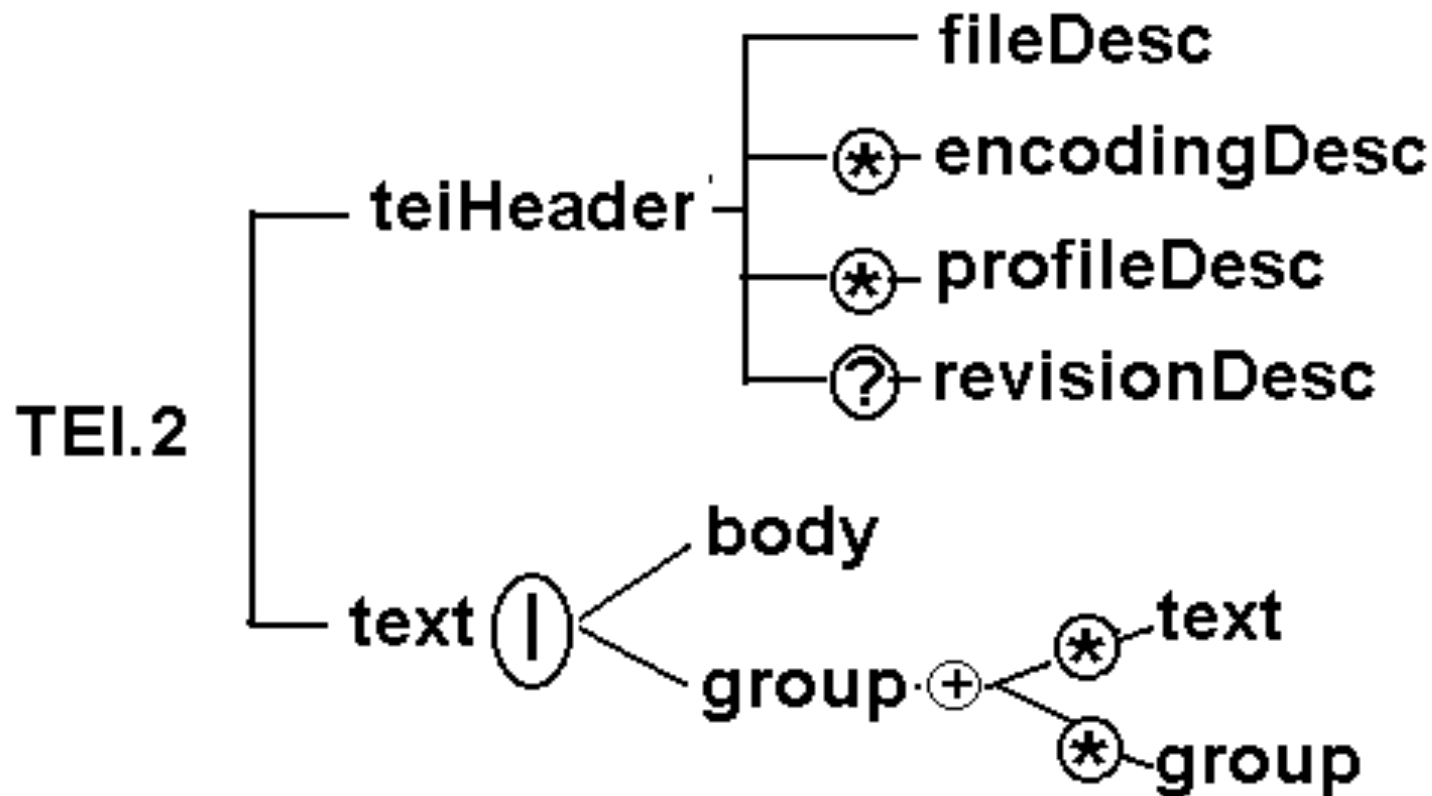 fileDesc
* encodingDesc
teiHeader
* profileDesc
? revisionDesc
TEI.2
body
text |
* text
group +
* group